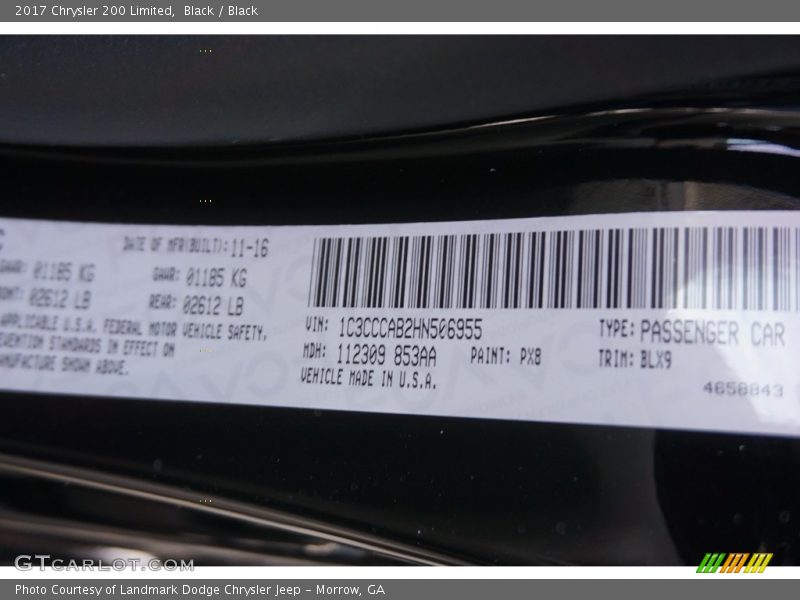 2017 Chrysler 200 Limited, Black / Black
DATE OF MFR(BUILT): 11-16
GAWR: 01185 KG GAWR: 01185 KG
FRONT: 02612 LB REAR: 02612 LB
APPLICABLE U.S.A. FEDERAL MOTOR VEHICLE SAFETY,
PREVENTION STANDARDS IN EFFECT ON
MANUFACTURE SHOWN ABOVE.
VIN: 1C3CCCAB2HN506955 TYPE: PASSENGER CAR
MDH: 112309 853AA PAINT: PX8 TRIM: BLX9
VEHICLE MADE IN U.S.A.
4658843
GTCARLOT.COM
Photo Courtesy of Landmark Dodge Chrysler Jeep – Morrow, GA